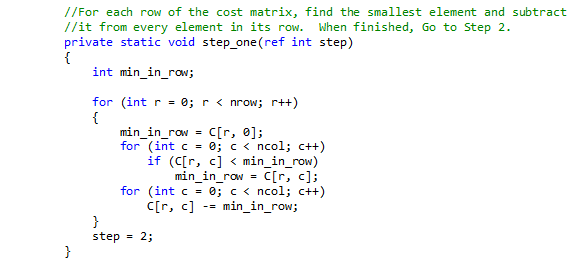 //For each row of the cost matrix, find the smallest element and subtract
//it from every element in its row.  When finished, Go to Step 2.
private static void step_one(ref int step)
{
    int min_in_row;

    for (int r = 0; r < nrow; r++)
    {
        min_in_row = C[r, 0];
        for (int c = 0; c < ncol; c++)
            if (C[r, c] < min_in_row)
                min_in_row = C[r, c];
        for (int c = 0; c < ncol; c++)
            C[r, c] -= min_in_row;
    }
    step = 2;
}